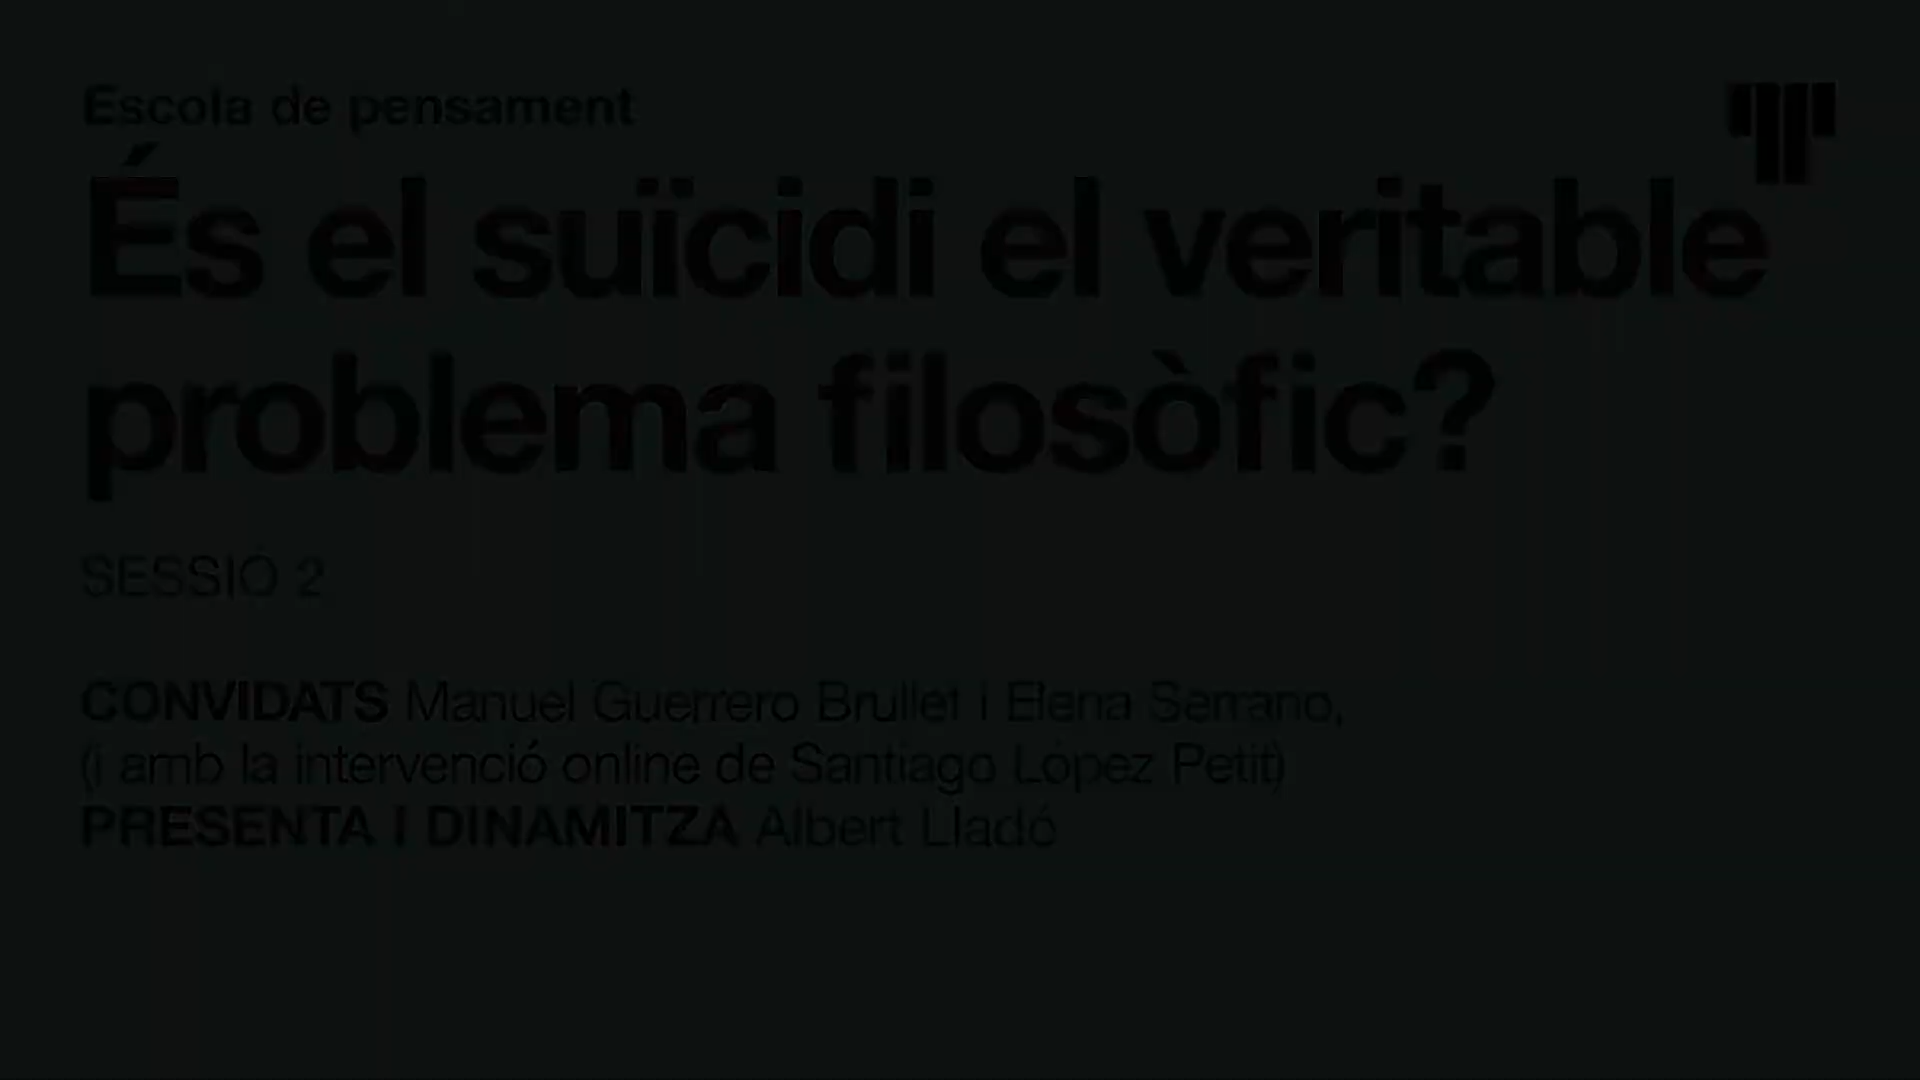 Escola de pensament
És el suïcidi el veritable
problema filosòfic?
SESSIÓ 2
CONVIDATS Manuel Guerrero Brullet i Elena Serrano,
(i amb la intervenció online de Santiago López Petit)
PRESENTA I DINAMITZA Albert Lladó